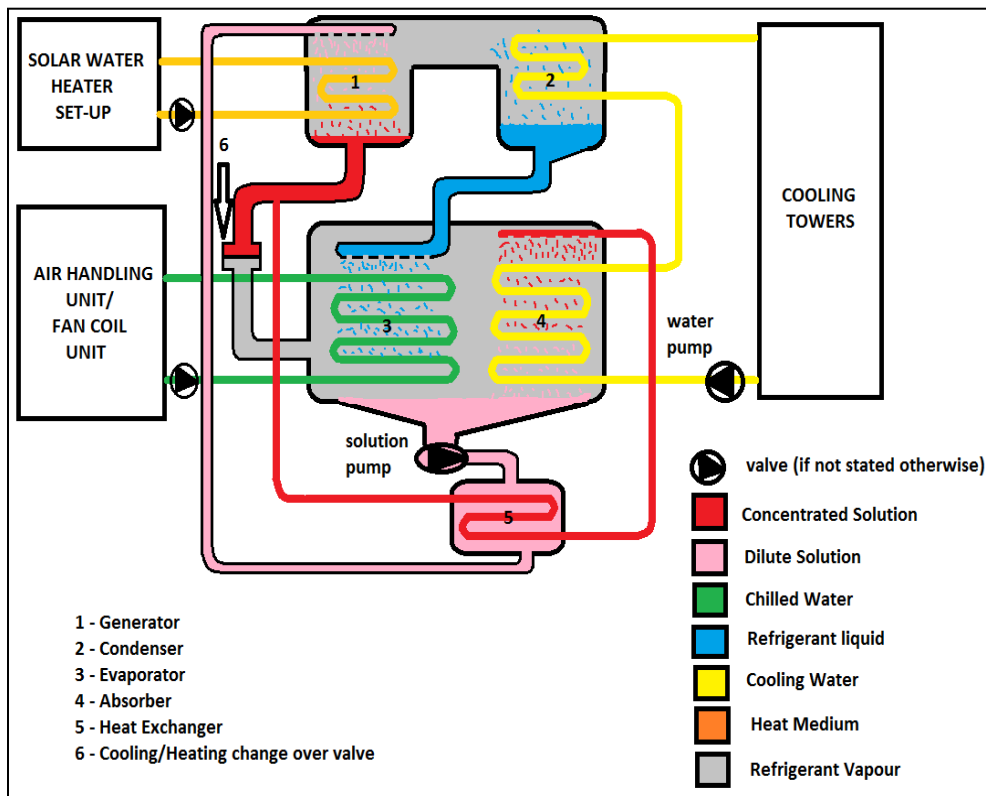 SOLAR WATER
HEATER
SET-UP
1
2
6
COOLING
TOWERS
AIR HANDLING
UNIT/
FAN COIL
UNIT
3
4
water
pump
solution
pump
5
valve (if not stated otherwise)
Concentrated Solution
Dilute Solution
Chilled Water
Refrigerant liquid
Cooling Water
Heat Medium
Refrigerant Vapour
1 - Generator
2 - Condenser
3 - Evaporator
4 - Absorber
5 - Heat Exchanger
6 - Cooling/Heating change over valve